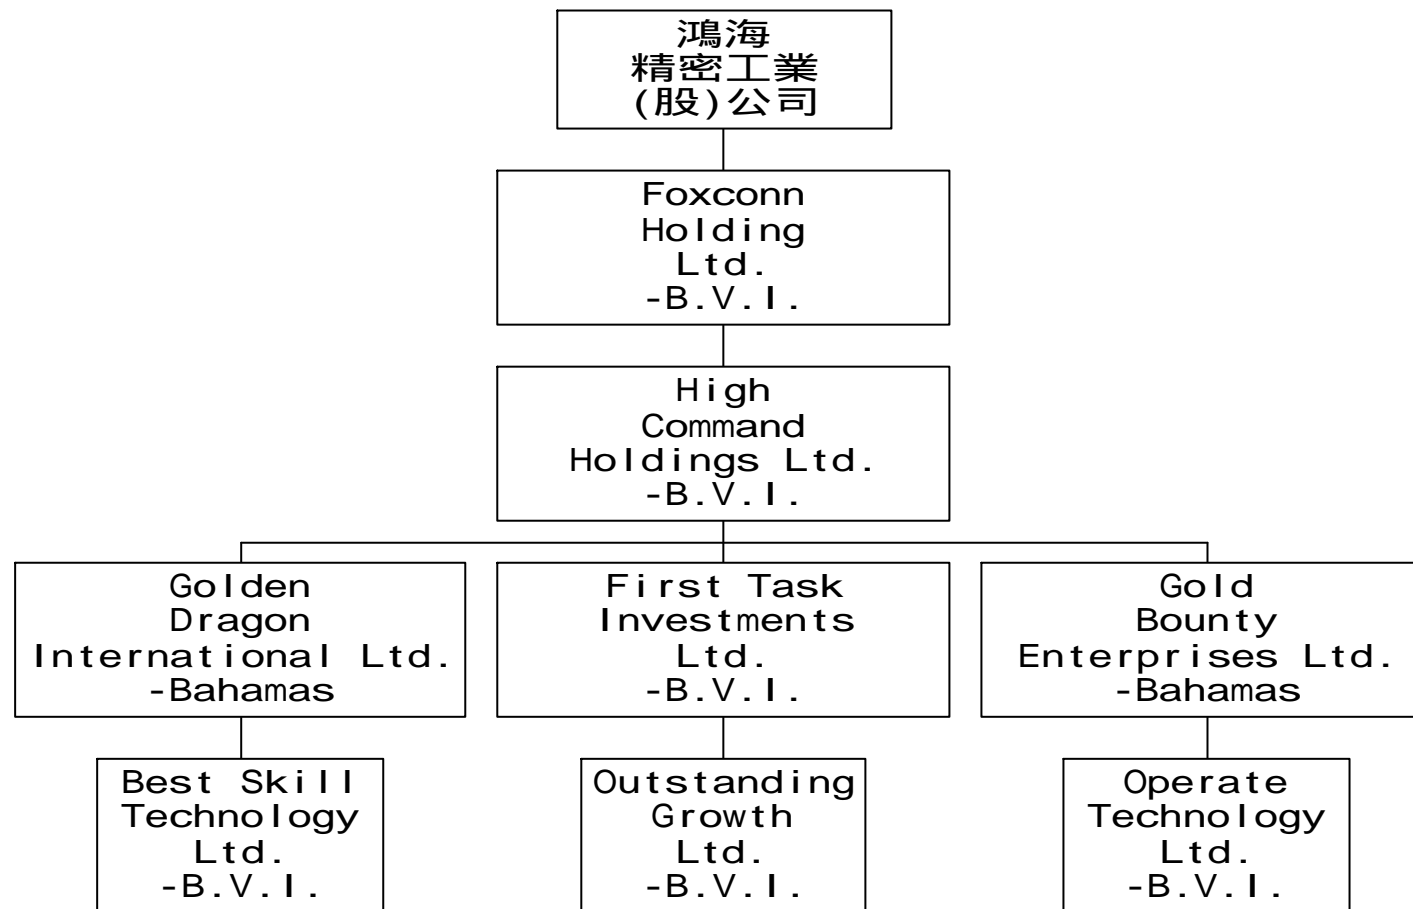 鴻海
精密工業
(股)公司
Foxconn
Holding
Ltd.
-B.V.I.
High
Command
Holdings Ltd.
-B.V.I.
Golden
Dragon
International Ltd.
-Bahamas
First Task
Investments
Ltd.
-B.V.I.
Gold
Bounty
Enterprises Ltd.
-Bahamas
Best Skill
Technology
Ltd.
-B.V.I.
Outstanding
Growth
Ltd.
-B.V.I.
Operate
Technology
Ltd.
-B.V.I.